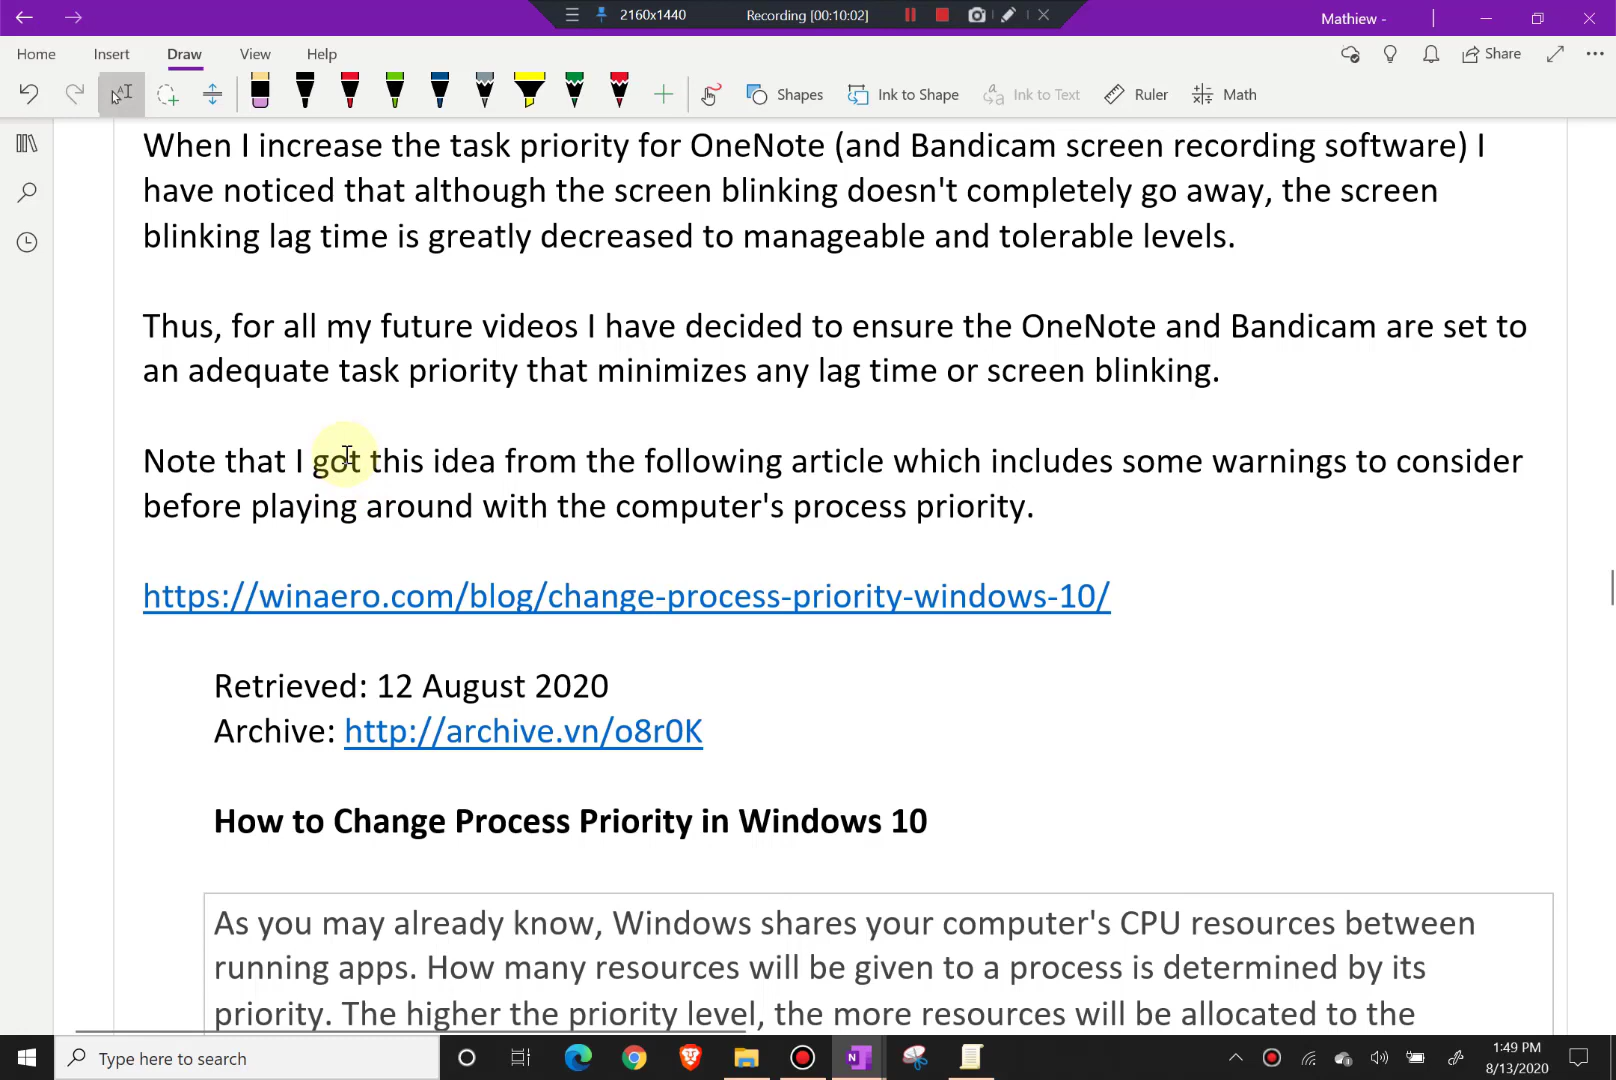 2160x1440
Recording [00:10:02]
Mathiew -
Home Insert Draw View Help
Share
Shapes Ink to Shape Ink to Text Ruler Math
When I increase the task priority for OneNote (and Bandicam screen recording software) I
have noticed that although the screen blinking doesn't completely go away, the screen
blinking lag time is greatly decreased to manageable and tolerable levels.
Thus, for all my future videos I have decided to ensure the OneNote and Bandicam are set to
an adequate task priority that minimizes any lag time or screen blinking.
Note that I got this idea from the following article which includes some warnings to consider
before playing around with the computer's process priority.
https://winaero.com/blog/change-process-priority-windows-10/
Retrieved: 12 August 2020
Archive: http://archive.vn/o8r0K
How to Change Process Priority in Windows 10
As you may already know, Windows shares your computer's CPU resources between
running apps. How many resources will be given to a process is determined by its
priority. The higher the priority level, the more resources will be allocated to the
Type here to search
1:49 PM
8/13/2020